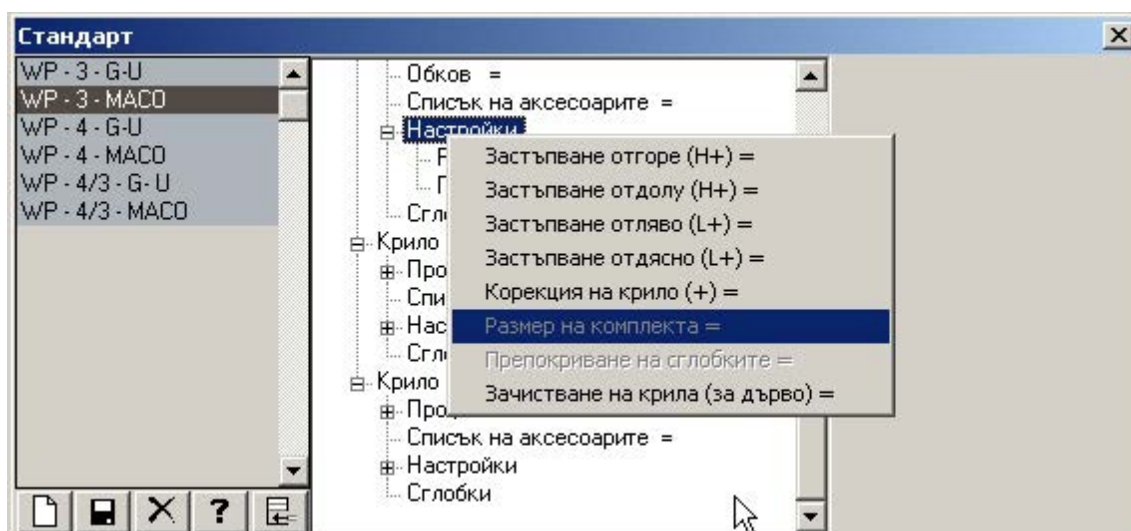 Стандарт
WP - 3 - G-U
WP - 3 - MACO
WP - 4 - G-U
WP - 4 - MACO
WP - 4/3 - G- U
WP - 4/3 - MACO
Обков =
Списък на аксесоарите =
Настройки
Крило
Крило
Списък на аксесоарите =
Настройки
Сглобки
Застъпване отгоре (H+) =
Застъпване отдолу (H+) =
Застъпване отляво (L+) =
Застъпване отдясно (L+) =
Корекция на крило (+) =
Размер на комплекта =
Препокриване на сглобките =
Зачистване на крила (за дърво) =